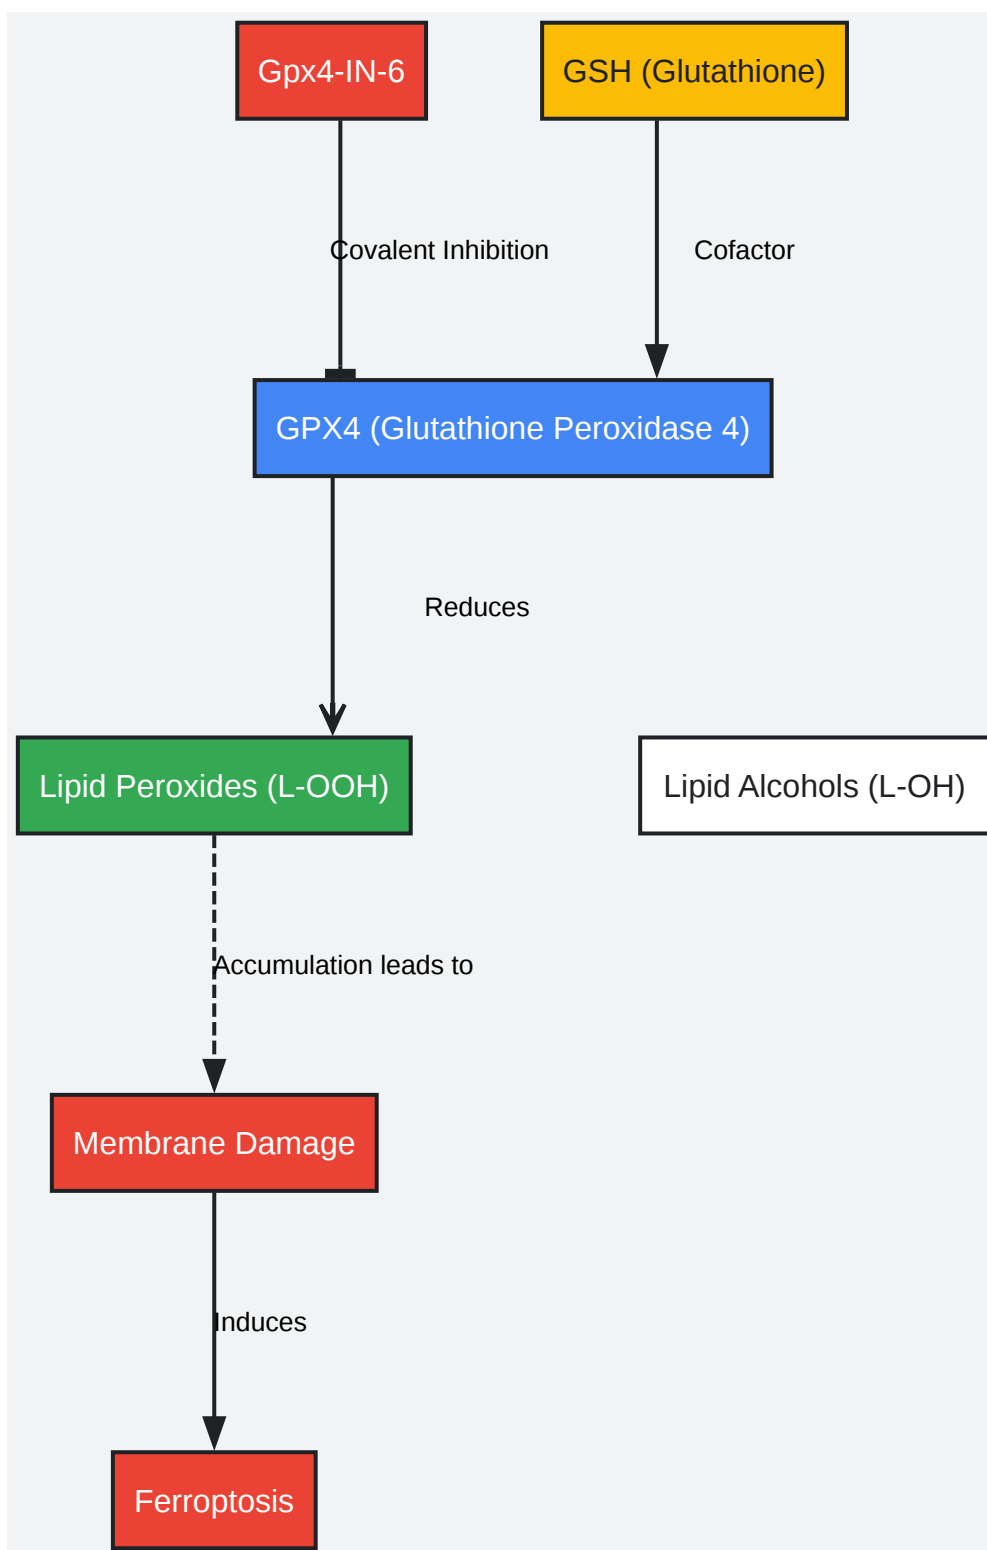 Gpx4-IN-6
GSH (Glutathione)
Covalent Inhibition
Cofactor
GPX4 (Glutathione Peroxidase 4)
Reduces
Lipid Peroxides (L-OOH)
Lipid Alcohols (L-OH)
Accumulation leads to
Membrane Damage
Induces
Ferroptosis